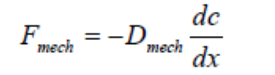 F_mech = -D_mech dc/dx